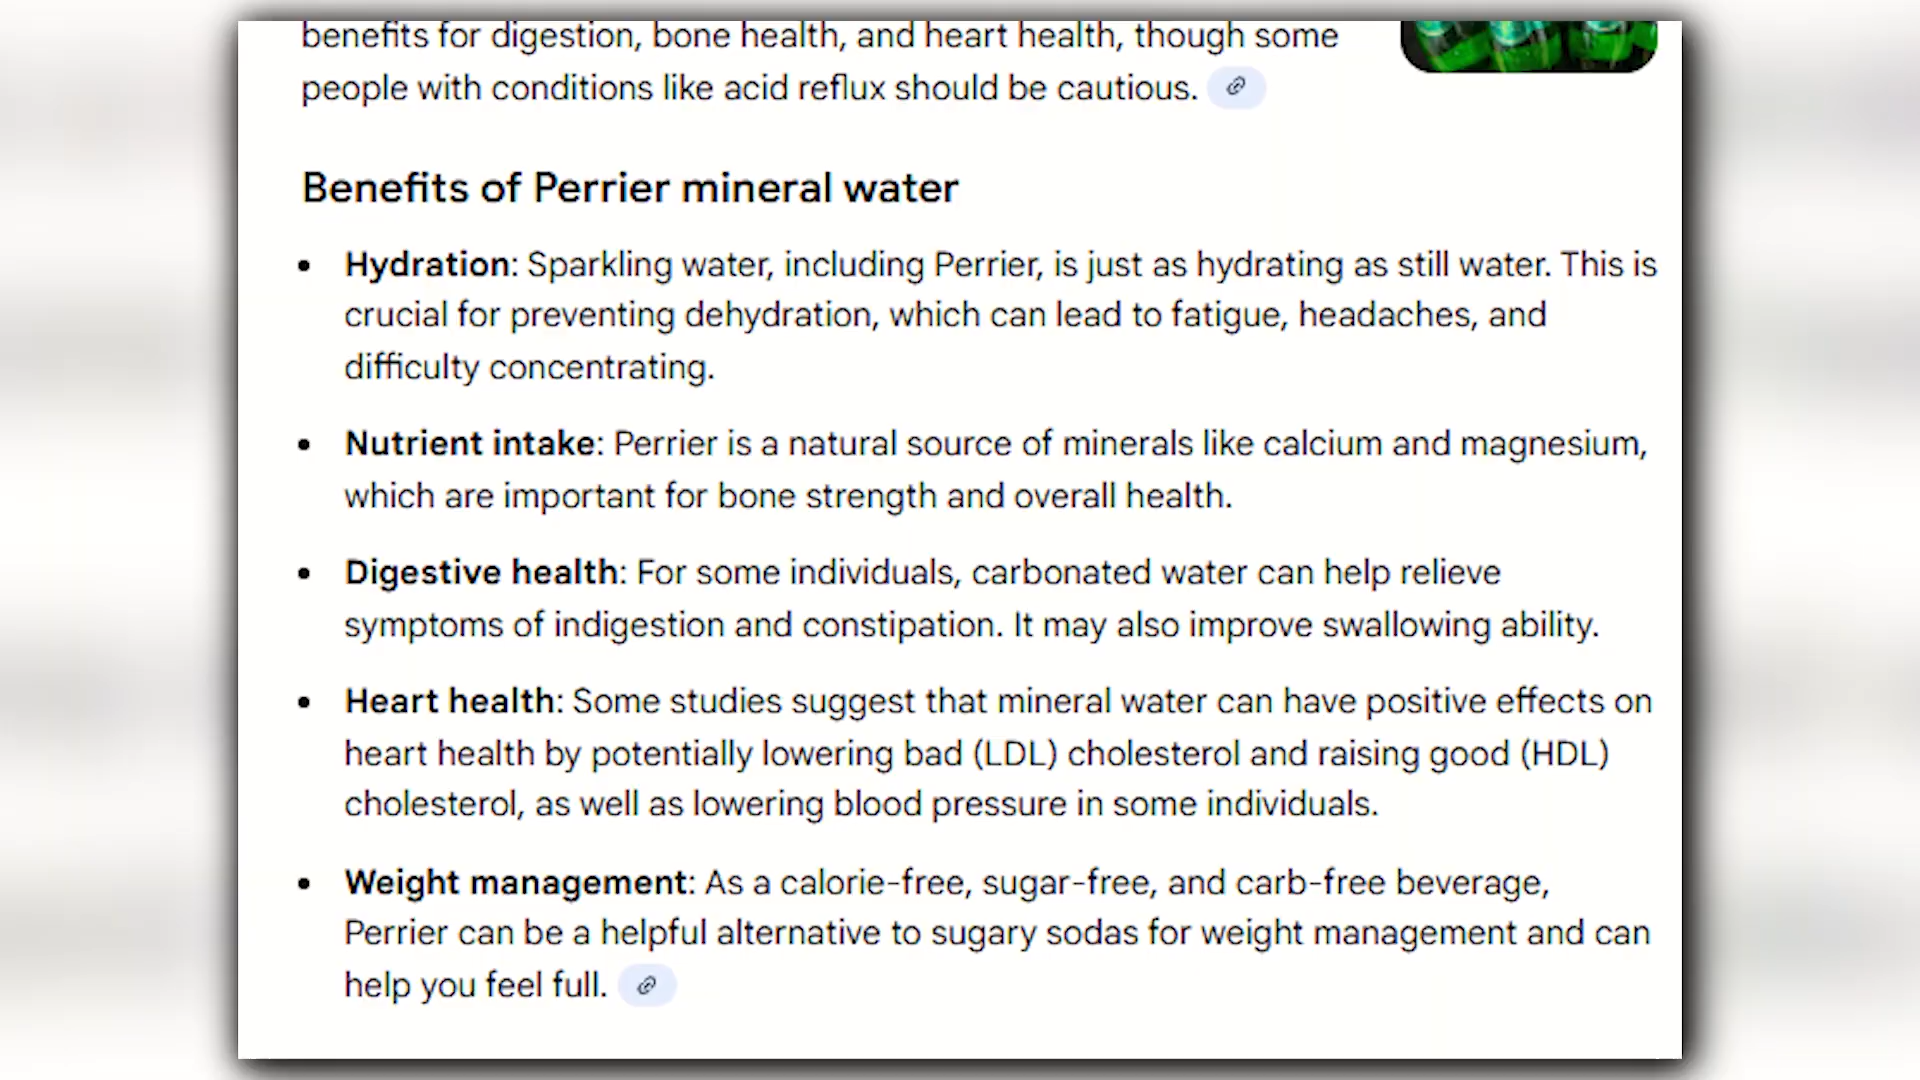 benefits for digestion, bone health, and heart health, though some
people with conditions like acid reflux should be cautious.
Benefits of Perrier mineral water
• Hydration: Sparkling water, including Perrier, is just as hydrating as still water. This is
crucial for preventing dehydration, which can lead to fatigue, headaches, and
difficulty concentrating.
• Nutrient intake: Perrier is a natural source of minerals like calcium and magnesium,
which are important for bone strength and overall health.
• Digestive health: For some individuals, carbonated water can help relieve
symptoms of indigestion and constipation. It may also improve swallowing ability.
• Heart health: Some studies suggest that mineral water can have positive effects on
heart health by potentially lowering bad (LDL) cholesterol and raising good (HDL)
cholesterol, as well as lowering blood pressure in some individuals.
• Weight management: As a calorie-free, sugar-free, and carb-free beverage,
Perrier can be a helpful alternative to sugary sodas for weight management and can
help you feel full.